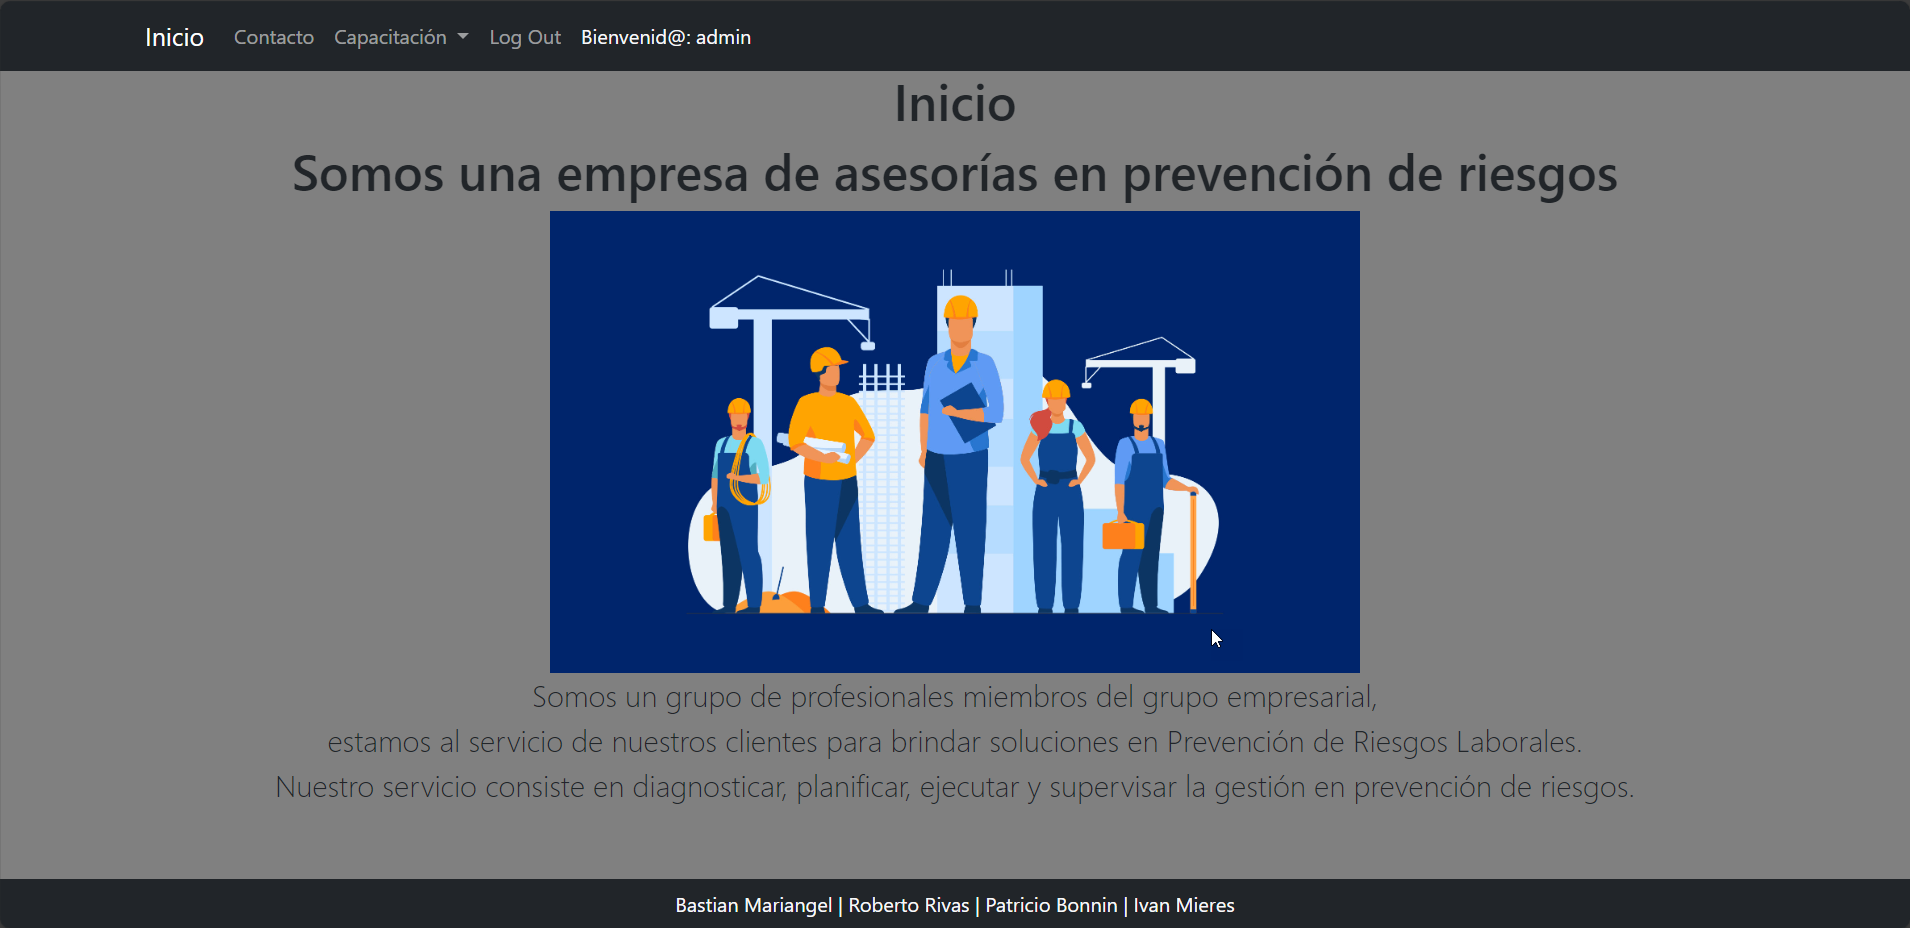 Inicio Contacto Capacitación Log Out Bienvenid@: admin
Inicio
Somos una empresa de asesorías en prevención de riesgos
Somos un grupo de profesionales miembros del grupo empresarial,
estamos al servicio de nuestros clientes para brindar soluciones en Prevención de Riesgos Laborales.
Nuestro servicio consiste en diagnosticar, planificar, ejecutar y supervisar la gestión en prevención de riesgos.
Bastian Mariangel | Roberto Rivas | Patricio Bonnin | Ivan Mieres